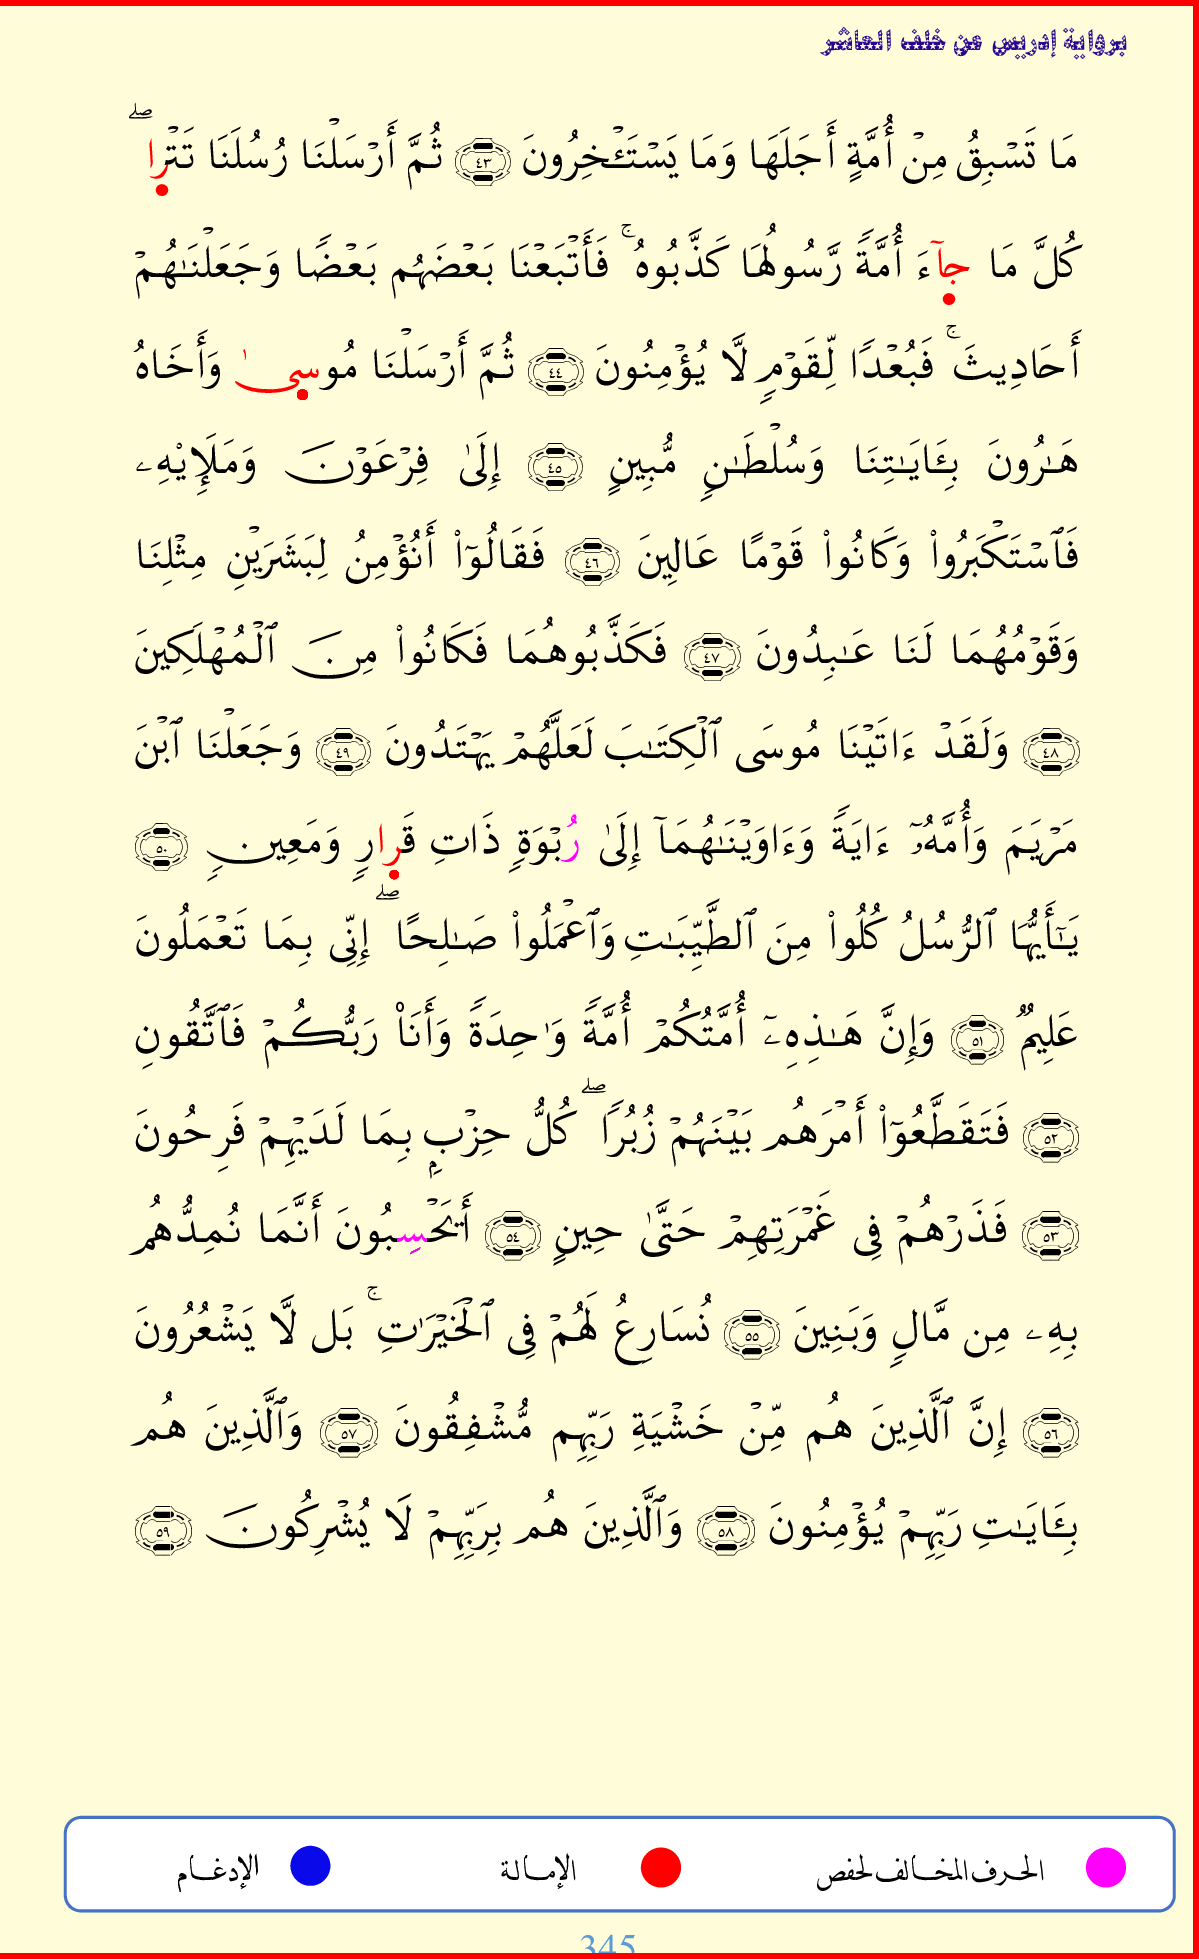 برواية إدريس عن خلف العاشر
مَا تَسۡبِقُ مِنۡ أُمَّةٍ أَجَلَهَا وَمَا يَسۡتَـٔۡخِرُونَ ٤٣ ثُمَّ أَرۡسَلۡنَا رُسُلَنَا تَتۡرا ۖ
كُلَّ مَا جآءَ أُمَّةٗ رَّسُولُهَا كَذَّبُوهُ ۚ فَأَتۡبَعۡنَا بَعۡضَهُم بَعۡضٗا وَجَعَلۡنَٰهُمۡ
أَحَادِيثَ ۚ فَبُعۡدٗا لِّقَوۡمٖ لَّا يُؤۡمِنُونَ ٤٤ ثُمَّ أَرۡسَلۡنَا مُوسىٰ وَأَخَاهُ
هَٰرُونَ بِـَٔايَٰتِنَا وَسُلۡطَٰنٖ مُّبِينٍ ٤٥ إِلَىٰ فِرۡعَوۡنَ وَمَلَإِيْهِۦ
فَٱسۡتَكۡبَرُواْ وَكَانُواْ قَوۡمًا عَالِينَ ٤٦ فَقَالُوٓاْ أَنُؤۡمِنُ لِبَشَرَيۡنِ مِثۡلِنَا
وَقَوۡمُهُمَا لَنَا عَٰبِدُونَ ٤٧ فَكَذَّبُوهُمَا فَكَانُواْ مِنَ ٱلۡمُهۡلَكِينَ
٤٨ وَلَقَدۡ ءَاتَيۡنَا مُوسَى ٱلۡكِتَٰبَ لَعَلَّهُمۡ يَهۡتَدُونَ ٤٩ وَجَعَلۡنَا ٱبۡنَ
مَرۡيَمَ وَأُمَّهُۥٓ ءَايَةٗ وَءَاوَيۡنَٰهُمَآ إِلَىٰ رُبۡوَةٖ ذَاتِ قَرارٖ وَمَعِينٖ ٥٠
يَٰٓأَيُّهَا ٱلرُّسُلُ كُلُواْ مِنَ ٱلطَّيِّبَٰتِ وَٱعۡمَلُواْ صَٰلِحًا ۖ إِنِّي بِمَا تَعۡمَلُونَ
عَلِيمٞ ٥١ وَإِنَّ هَٰذِهِۦٓ أُمَّتُكُمۡ أُمَّةٗ وَٰحِدَةٗ وَأَنَا۠ رَبُّكُمۡ فَٱتَّقُونِ
٥٢ فَتَقَطَّعُوٓاْ أَمۡرَهُم بَيۡنَهُمۡ زُبُرٗا ۖ كُلُّ حِزۡبِۭ بِمَا لَدَيۡهِمۡ فَرِحُونَ
٥٣ فَذَرۡهُمۡ فِي غَمۡرَتِهِمۡ حَتَّىٰ حِينٍ ٥٤ أَيَحۡسِبُونَ أَنَّمَا نُمِدُّهُم
بِهِۦ مِن مَّالٖ وَبَنِينَ ٥٥ نُسَارِعُ لَهُمۡ فِي ٱلۡخَيۡرَٰتِ ۚ بَل لَّا يَشۡعُرُونَ
٥٦ إِنَّ ٱلَّذِينَ هُم مِّنۡ خَشۡيَةِ رَبِّهِم مُّشۡفِقُونَ ٥٧ وَٱلَّذِينَ هُم
بِـَٔايَٰتِ رَبِّهِمۡ يُؤۡمِنُونَ ٥٨ وَٱلَّذِينَ هُم بِرَبِّهِمۡ لَا يُشۡرِكُونَ ٥٩
الحرف المخالف لحفص الإمالة الإدغام
345